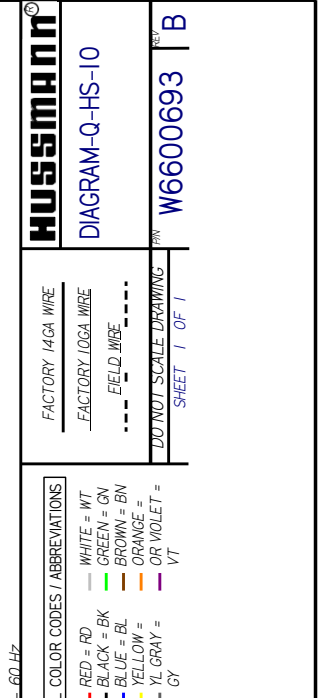 - 60 Hz
COLOR CODES / ABBREVIATIONS
RED = RD
BLACK = BK
BLUE = BL
YELLOW =
YL GRAY =
GY
WHITE = WT
GREEN = GN
BROWN = BN
ORANGE =
OR VIOLET =
VT
FACTORY 14GA WIRE
FACTORY 10GA WIRE
FIELD WIRE
DO NOT SCALE DRAWING
SHEET 1 OF 1
HUSSMANN®
DIAGRAM-Q-HS-10
P/N W6600693
REV B